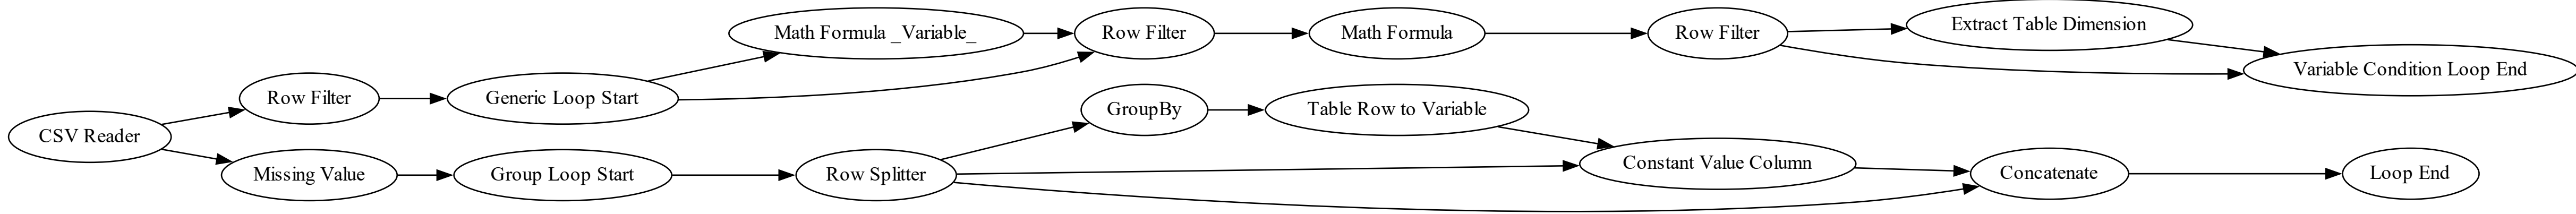 CSV Reader
Row Filter
Generic Loop Start
Math Formula _Variable_
Row Filter
Math Formula
Row Filter
Extract Table Dimension
Variable Condition Loop End
Missing Value
Group Loop Start
Row Splitter
GroupBy
Table Row to Variable
Constant Value Column
Concatenate
Loop End